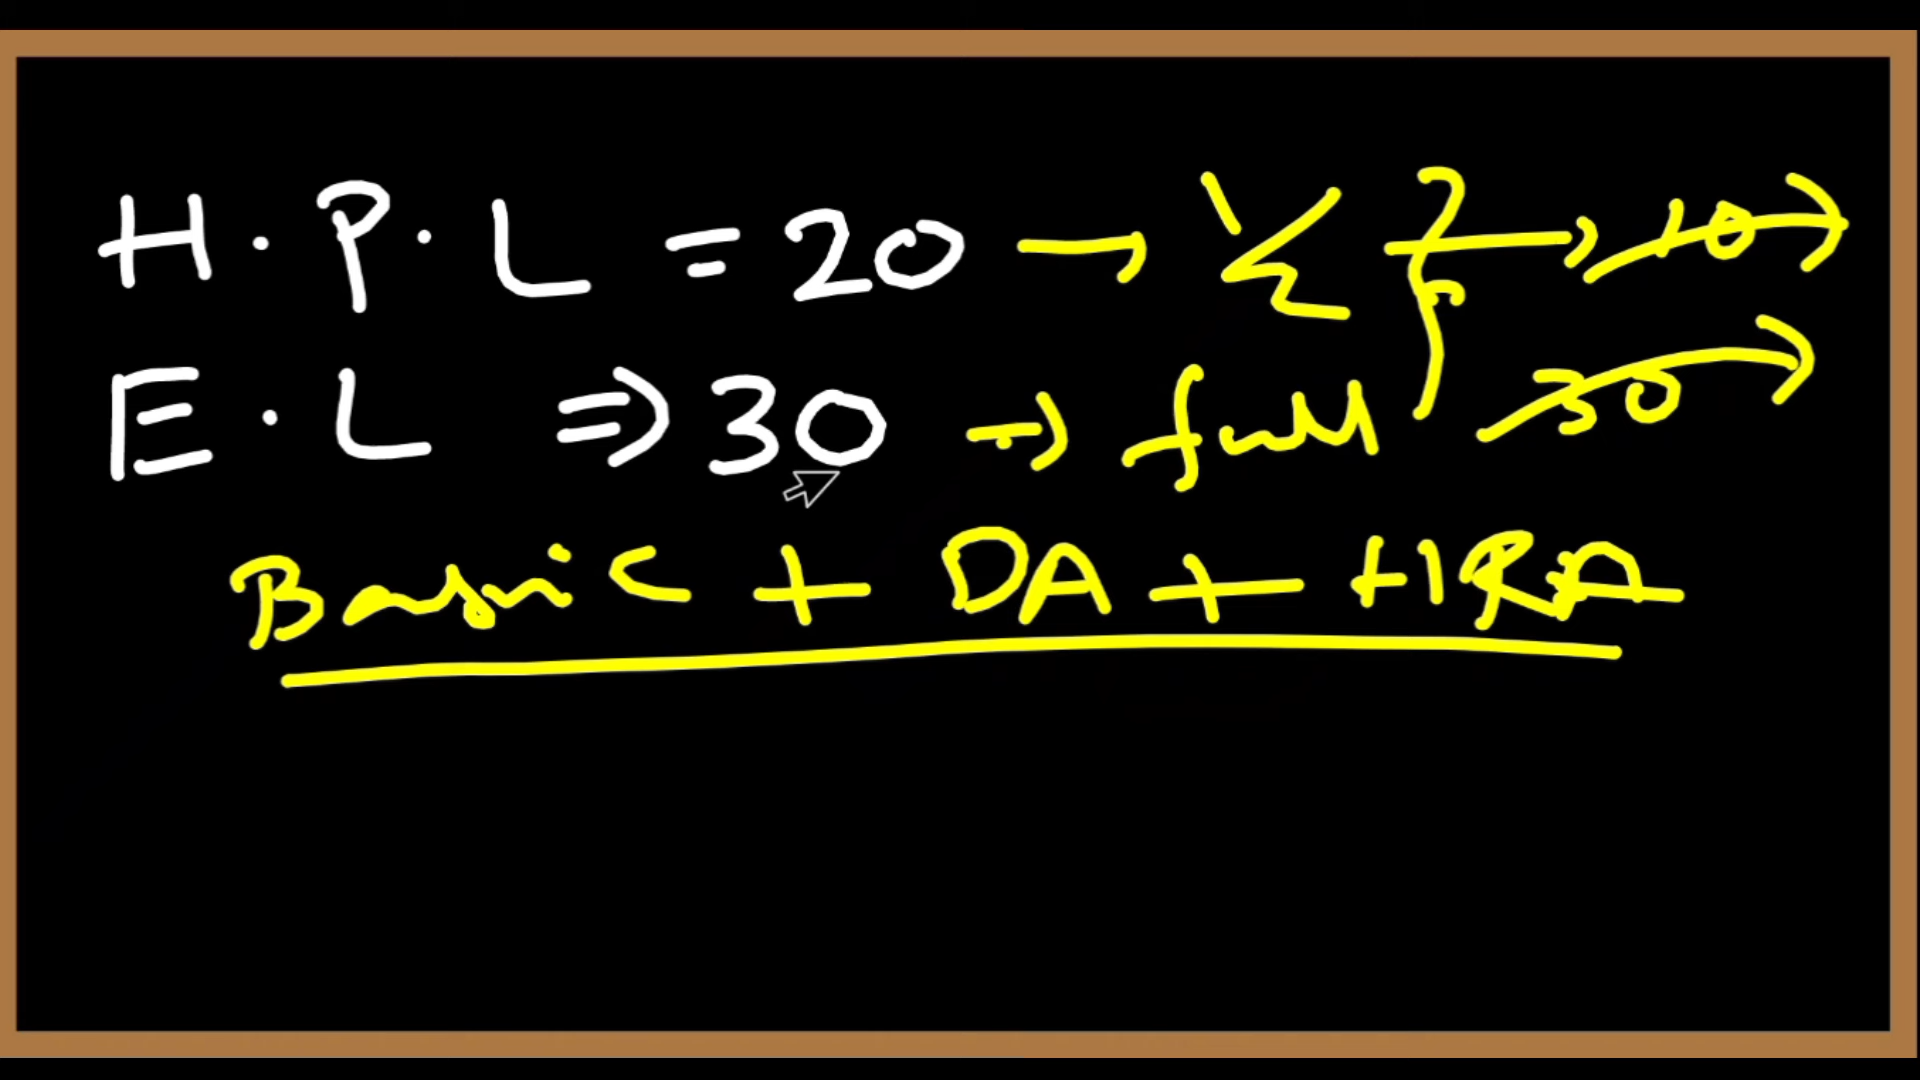 H.P.L = 20 → 1/2 → 10 →
E.L ⇒ 30 → full 30 →
Basic + DA + HRA